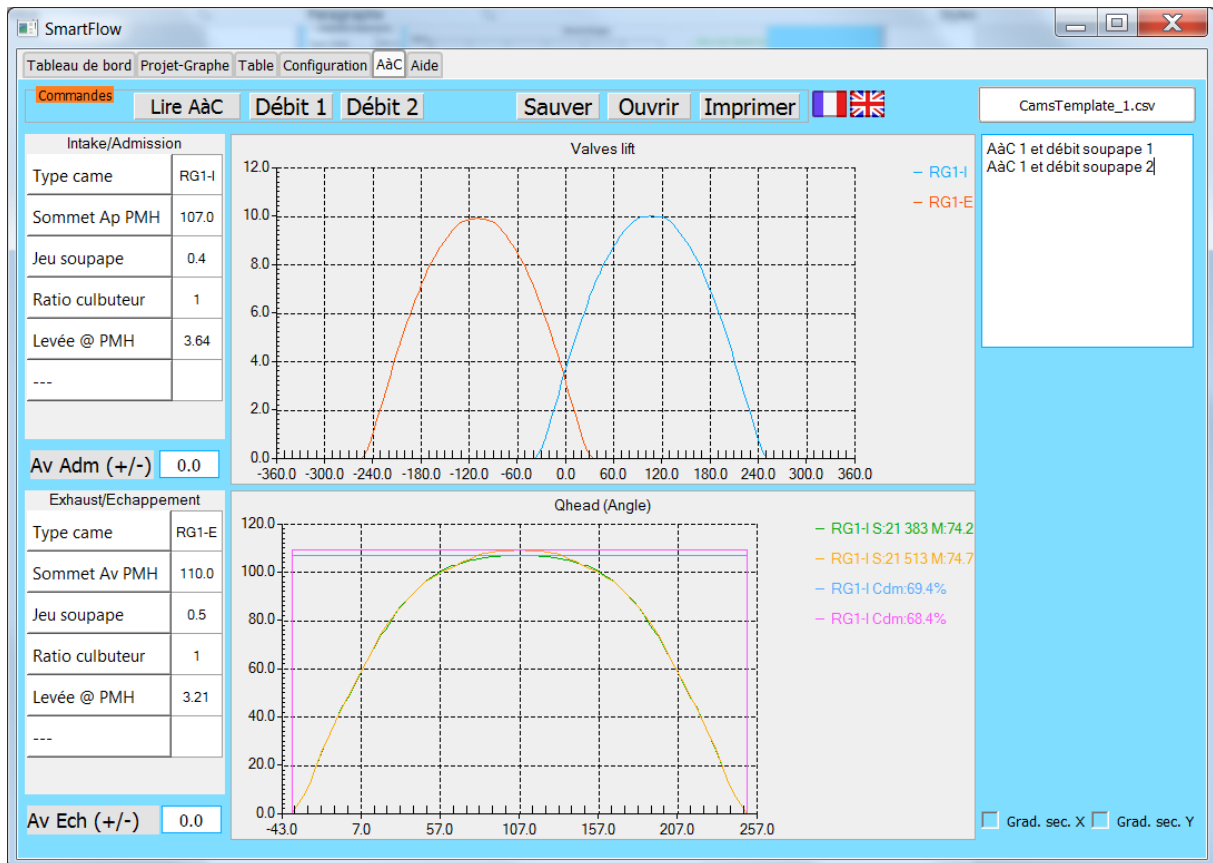 SmartFlow
Tableau de bord Projet-Graphe Table Configuration AàC Aide
Commandes
Lire AàC Débit 1 Débit 2 Sauver Ouvrir Imprimer
CamsTemplate_1.csv
Intake/Admission
Type came RG1-I
Sommet Ap PMH 107.0
Jeu soupape 0.4
Ratio culbuteur 1
Levée @ PMH 3.64
---
Av Adm (+/-) 0.0
Exhaust/Echappement
Type came RG1-E
Sommet Av PMH 110.0
Jeu soupape 0.5
Ratio culbuteur 1
Levée @ PMH 3.21
---
Av Ech (+/-) 0.0
Valves lift
12.0
10.0
8.0
6.0
4.0
2.0
0.0
-360.0 -300.0 -240.0 -180.0 -120.0 -60.0 0.0 60.0 120.0 180.0 240.0 300.0 360.0
RG1-I
RG1-E
Qhead (Angle)
120.0
100.0
80.0
60.0
40.0
20.0
0.0
-43.0 7.0 57.0 107.0 157.0 207.0 257.0
RG1-I S:21 383 M:74.2
RG1-I S:21 513 M:74.7
RG1-I Cdm:69.4%
RG1-I Cdm:68.4%
AàC 1 et débit soupape 1
AàC 1 et débit soupape 2
Grad. sec. X Grad. sec. Y